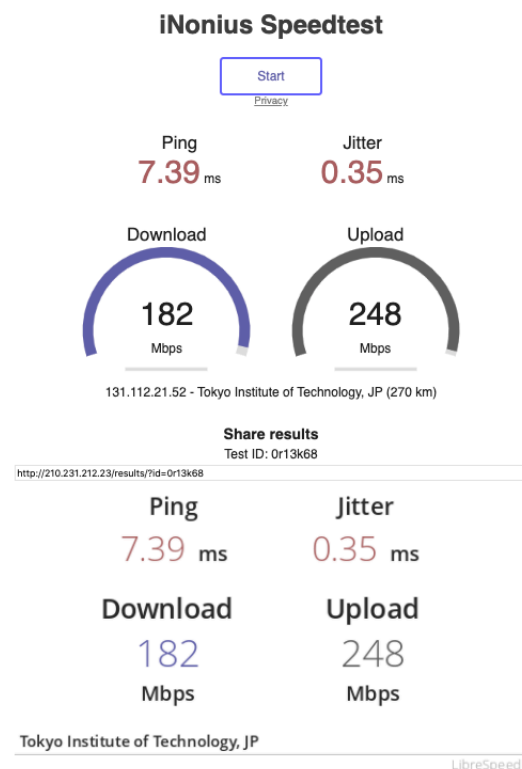 iNonius Speedtest
Start
Privacy
Ping Jitter
7.39 ms 0.35 ms
Download Upload
182 248
Mbps Mbps
131.112.21.52 - Tokyo Institute of Technology, JP (270 km)
Share results
Test ID: 0r13k68
http://210.231.212.23/results/?id=0r13k68
Ping Jitter
7.39 ms 0.35 ms
Download Upload
182 248
Mbps Mbps
Tokyo Institute of Technology, JP
LibreSpeed